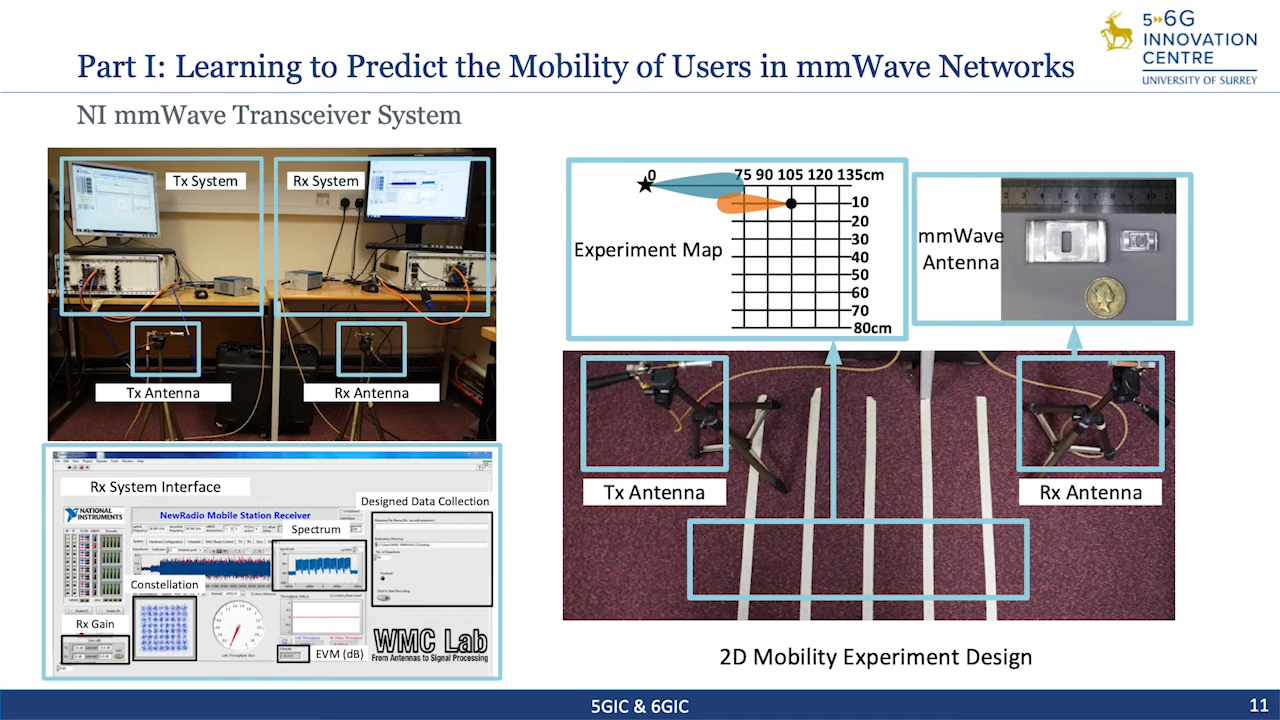 Part I: Learning to Predict the Mobility of Users in mmWave Networks
5 6G
INNOVATION
CENTRE
UNIVERSITY OF SURREY
NI mmWave Transceiver System
Tx System
Rx System
Tx Antenna
Rx Antenna
0 75 90 105 120 135cm
10
20
30
40
50
60
70
80cm
Experiment Map
mmWave
Antenna
Rx System Interface
Designed Data Collection
NATIONAL
INSTRUMENTS
NewRadio Mobile Station Receiver
Spectrum
Constellation
Rx Gain
EVM (dB)
WMC Lab
From Antennas to Signal Processing
Tx Antenna
Rx Antenna
2D Mobility Experiment Design
5GIC & 6GIC
11